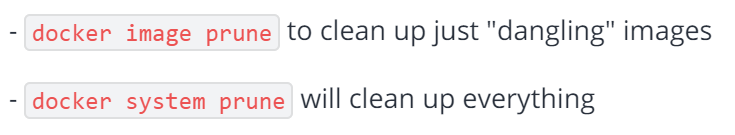 - docker image prune to clean up just "dangling" images
- docker system prune will clean up everything